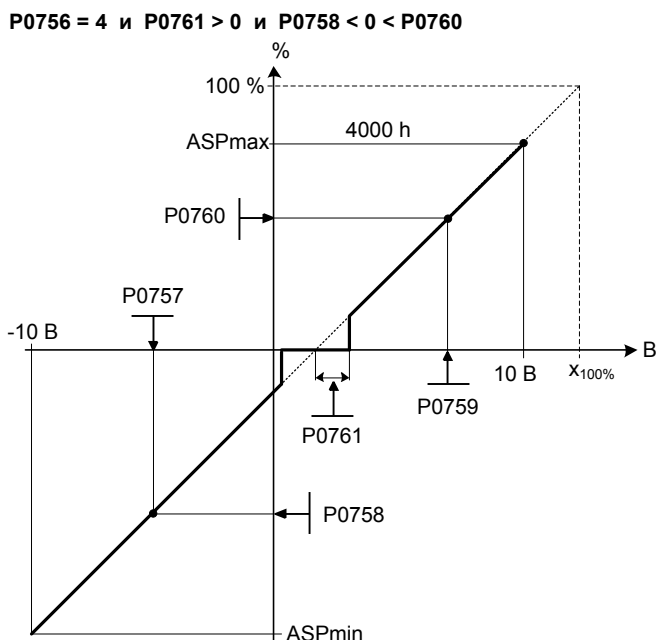 P0756 = 4 и P0761 > 0 и P0758 < 0 < P0760
%
100 %
ASPmax
4000 h
P0760
P0757
-10 В
В
10 В
x100%
P0759
P0761
P0758
ASPmin